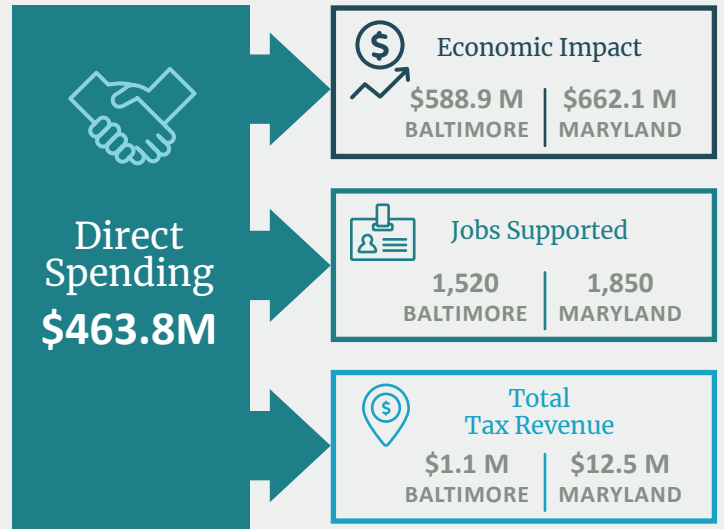 Direct
Spending
$463.8M
$
Economic Impact
$588.9 M | $662.1 M
BALTIMORE | MARYLAND
Jobs Supported
1,520 | 1,850
BALTIMORE | MARYLAND
$
Total
Tax Revenue
$1.1 M | $12.5 M
BALTIMORE | MARYLAND